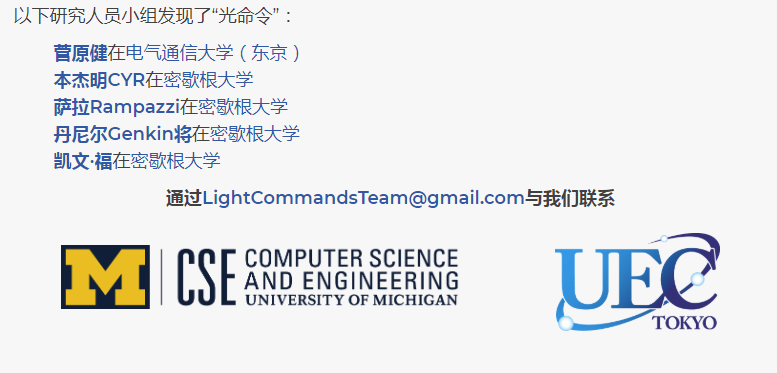 以下研究人员小组发现了“光命令”：
菅原健在电气通信大学（东京）
本杰明CYR在密歇根大学
萨拉Rampazzi在密歇根大学
丹尼尔Genkin将在密歇根大学
凯文·福在密歇根大学
通过LightCommandsTeam@gmail.com与我们联系
M
CSE
COMPUTER SCIENCE
AND ENGINEERING
UNIVERSITY OF MICHIGAN
UEC
TOKYO